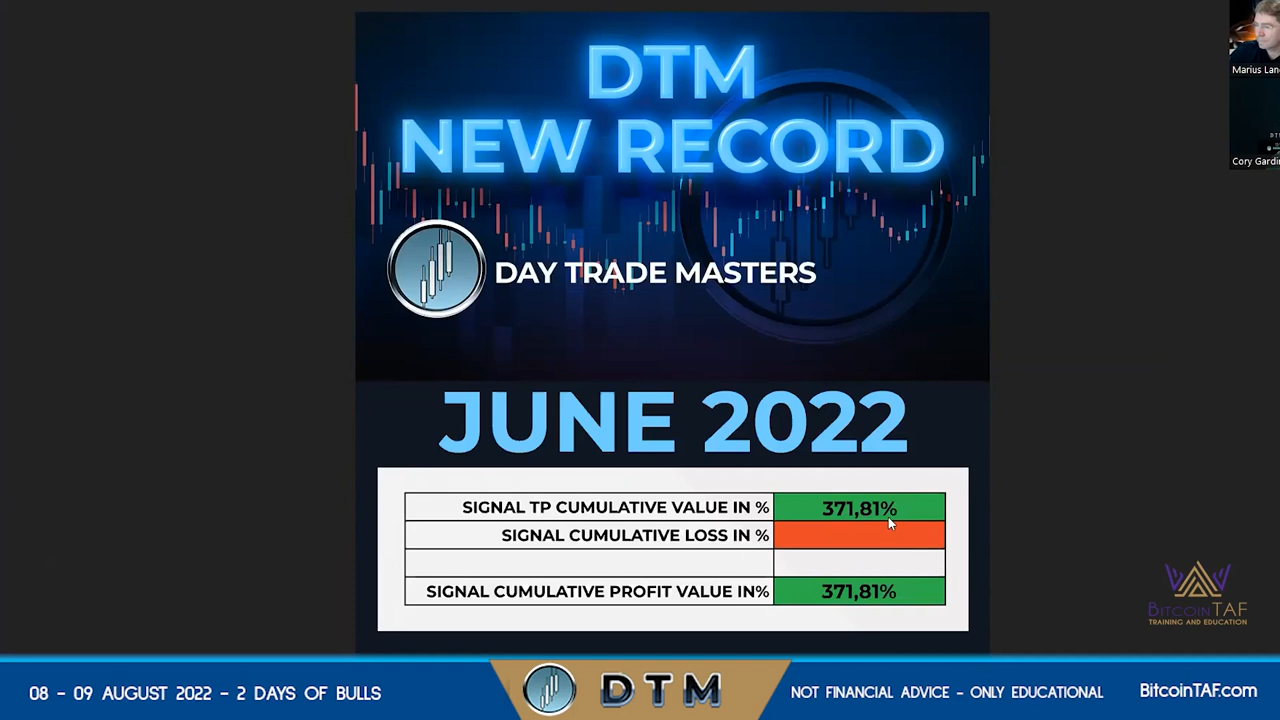 DTM
NEW RECORD
DAY TRADE MASTERS
JUNE 2022
SIGNAL TP CUMULATIVE VALUE IN % 371,81%
SIGNAL CUMULATIVE LOSS IN %
SIGNAL CUMULATIVE PROFIT VALUE IN% 371,81%
Marius Lan
Cory Gardi
BITCOINTAF
TRAINING AND EDUCATION
08 - 09 AUGUST 2022 - 2 DAYS OF BULLS
DTM
NOT FINANCIAL ADVICE - ONLY EDUCATIONAL
BitcoinTAF.com